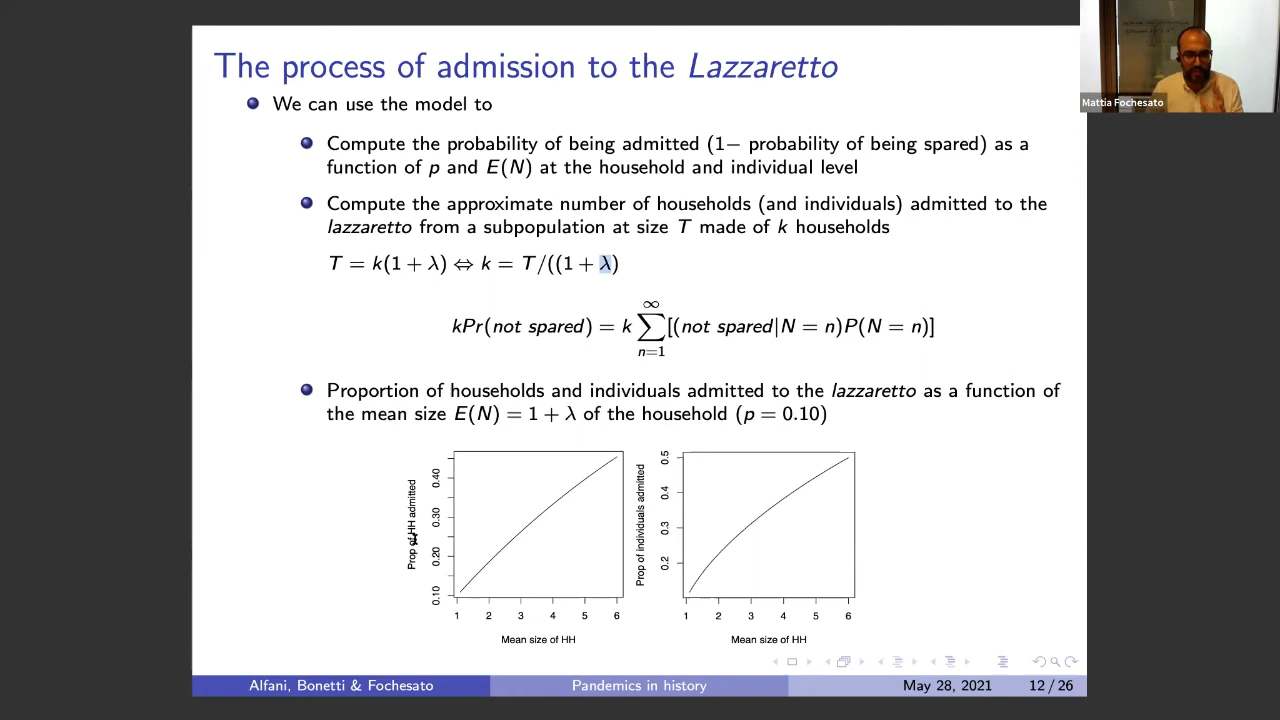 The process of admission to the Lazzaretto
Mattia Fochesato
We can use the model to
Compute the probability of being admitted (1− probability of being spared) as a
function of p and E(N) at the household and individual level
Compute the approximate number of households (and individuals) admitted to the
lazzaretto from a subpopulation at size T made of k households
T = k(1 + λ) ⇔ k = T/((1 + λ)
kPr(not spared) = k ∑_{n=1}^{∞} [(not spared|N = n)P(N = n)]
Proportion of households and individuals admitted to the lazzaretto as a function of
the mean size E(N) = 1 + λ of the household (p = 0.10)
Prop of HH admitted
0.10 0.20 0.30 0.40
1 2 3 4 5 6
Mean size of HH
Prop of individuals admitted
0.2 0.3 0.4 0.5
1 2 3 4 5 6
Mean size of HH
Alfani, Bonetti & Fochesato
Pandemics in history
May 28, 2021
12 / 26